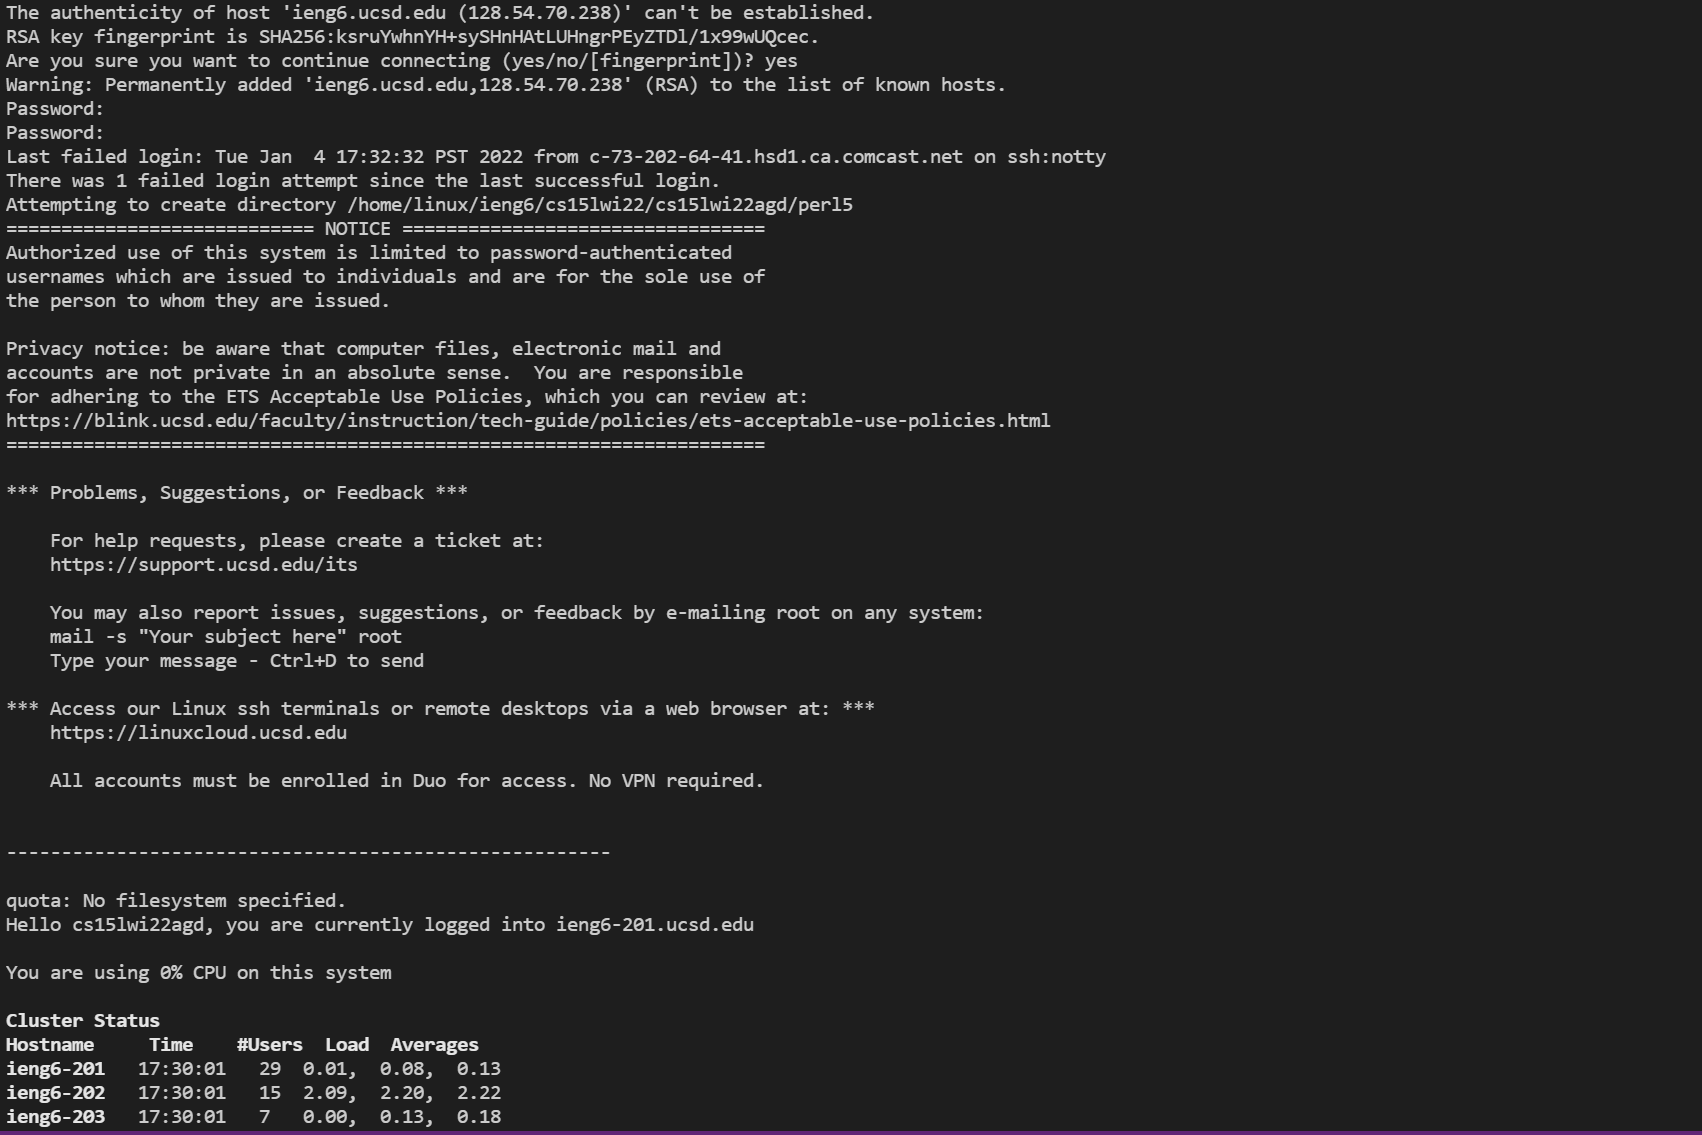 The authenticity of host 'ieng6.ucsd.edu (128.54.70.238)' can't be established.
RSA key fingerprint is SHA256:ksruYwhnYH+sySHnHAtLUHngrPEyZTDl/1x99wUQcec.
Are you sure you want to continue connecting (yes/no/[fingerprint])? yes
Warning: Permanently added 'ieng6.ucsd.edu,128.54.70.238' (RSA) to the list of known hosts.
Password:
Password:
Last failed login: Tue Jan  4 17:32:32 PST 2022 from c-73-202-64-41.hsd1.ca.comcast.net on ssh:notty
There was 1 failed login attempt since the last successful login.
Attempting to create directory /home/linux/ieng6/cs15lwi22/cs15lwi22agd/perl5
============================ NOTICE =================================
Authorized use of this system is limited to password-authenticated
usernames which are issued to individuals and are for the sole use of
the person to whom they are issued.

Privacy notice: be aware that computer files, electronic mail and
accounts are not private in an absolute sense.  You are responsible
for adhering to the ETS Acceptable Use Policies, which you can review at:
https://blink.ucsd.edu/faculty/instruction/tech-guide/policies/ets-acceptable-use-policies.html
=====================================================================

*** Problems, Suggestions, or Feedback ***

    For help requests, please create a ticket at:
    https://support.ucsd.edu/its

    You may also report issues, suggestions, or feedback by e-mailing root on any system:
    mail -s "Your subject here" root
    Type your message - Ctrl+D to send

*** Access our Linux ssh terminals or remote desktops via a web browser at: ***
    https://linuxcloud.ucsd.edu

    All accounts must be enrolled in Duo for access. No VPN required.


-------------------------------------------------------

quota: No filesystem specified.
Hello cs15lwi22agd, you are currently logged into ieng6-201.ucsd.edu

You are using 0% CPU on this system

Cluster Status
Hostname     Time    #Users  Load  Averages
ieng6-201   17:30:01   29  0.01,  0.08,  0.13
ieng6-202   17:30:01   15  2.09,  2.20,  2.22
ieng6-203   17:30:01   7   0.00,  0.13,  0.18